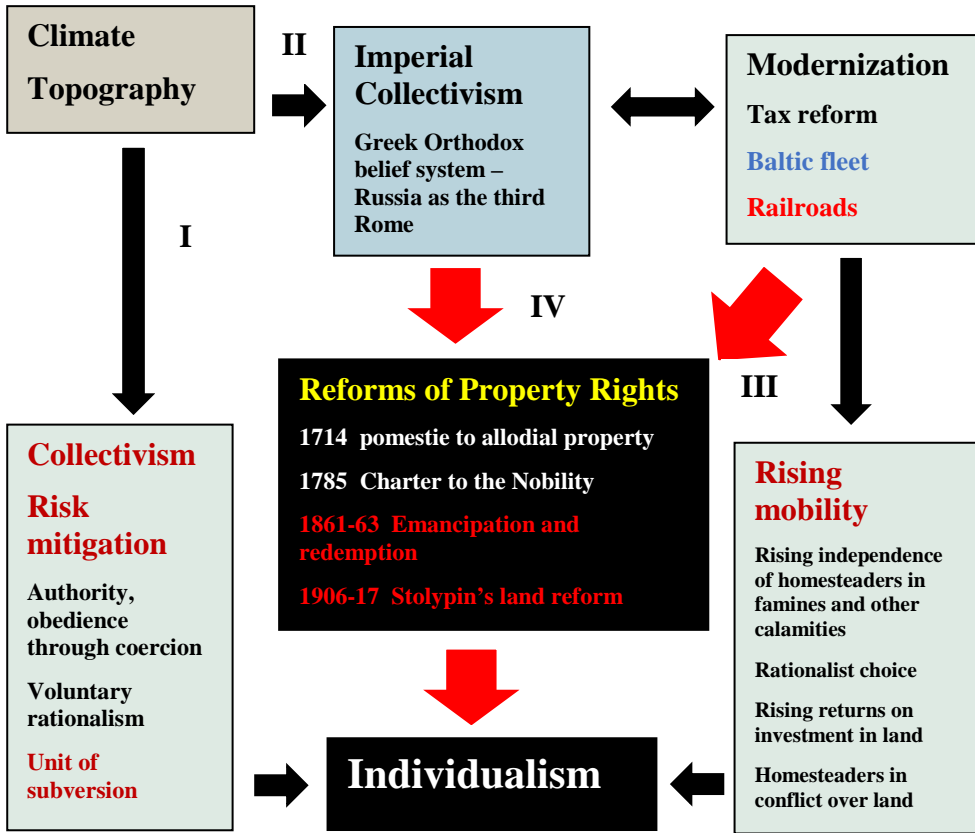 Climate
Topography
II
Imperial
Collectivism
Greek Orthodox
belief system –
Russia as the third
Rome
Modernization
Tax reform
Baltic fleet
Railroads
I
IV
III
Reforms of Property Rights
1714 pomestie to allodial property
1785 Charter to the Nobility
1861-63 Emancipation and
redemption
1906-17 Stolypin’s land reform
Collectivism
Risk
mitigation
Authority,
obedience
through coercion
Voluntary
rationalism
Unit of
subversion
Rising
mobility
Rising independence
of homesteaders in
famines and other
calamities
Rationalist choice
Rising returns on
investment in land
Homesteaders in
conflict over land
Individualism